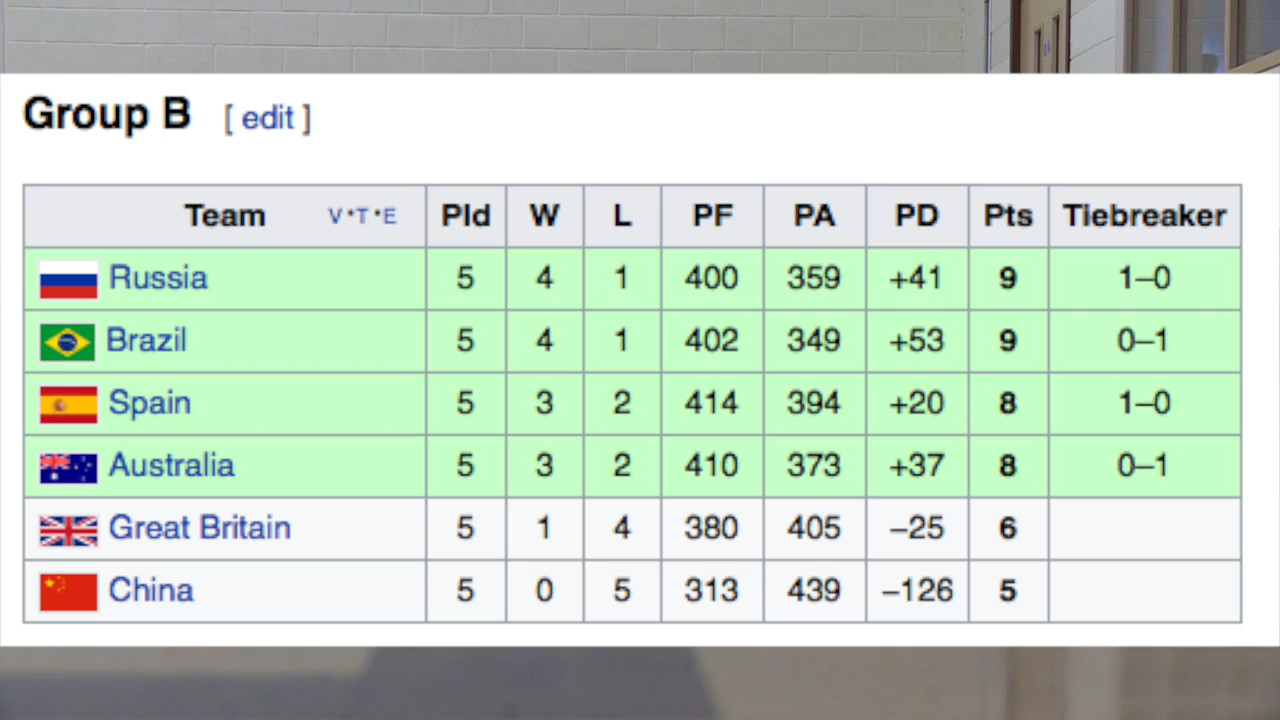 Group B [ edit ]
Team V•T•E Pld W L PF PA PD Pts Tiebreaker
Russia 5 4 1 400 359 +41 9 1–0
Brazil 5 4 1 402 349 +53 9 0–1
Spain 5 3 2 414 394 +20 8 1–0
Australia 5 3 2 410 373 +37 8 0–1
Great Britain 5 1 4 380 405 −25 6
China 5 0 5 313 439 −126 5